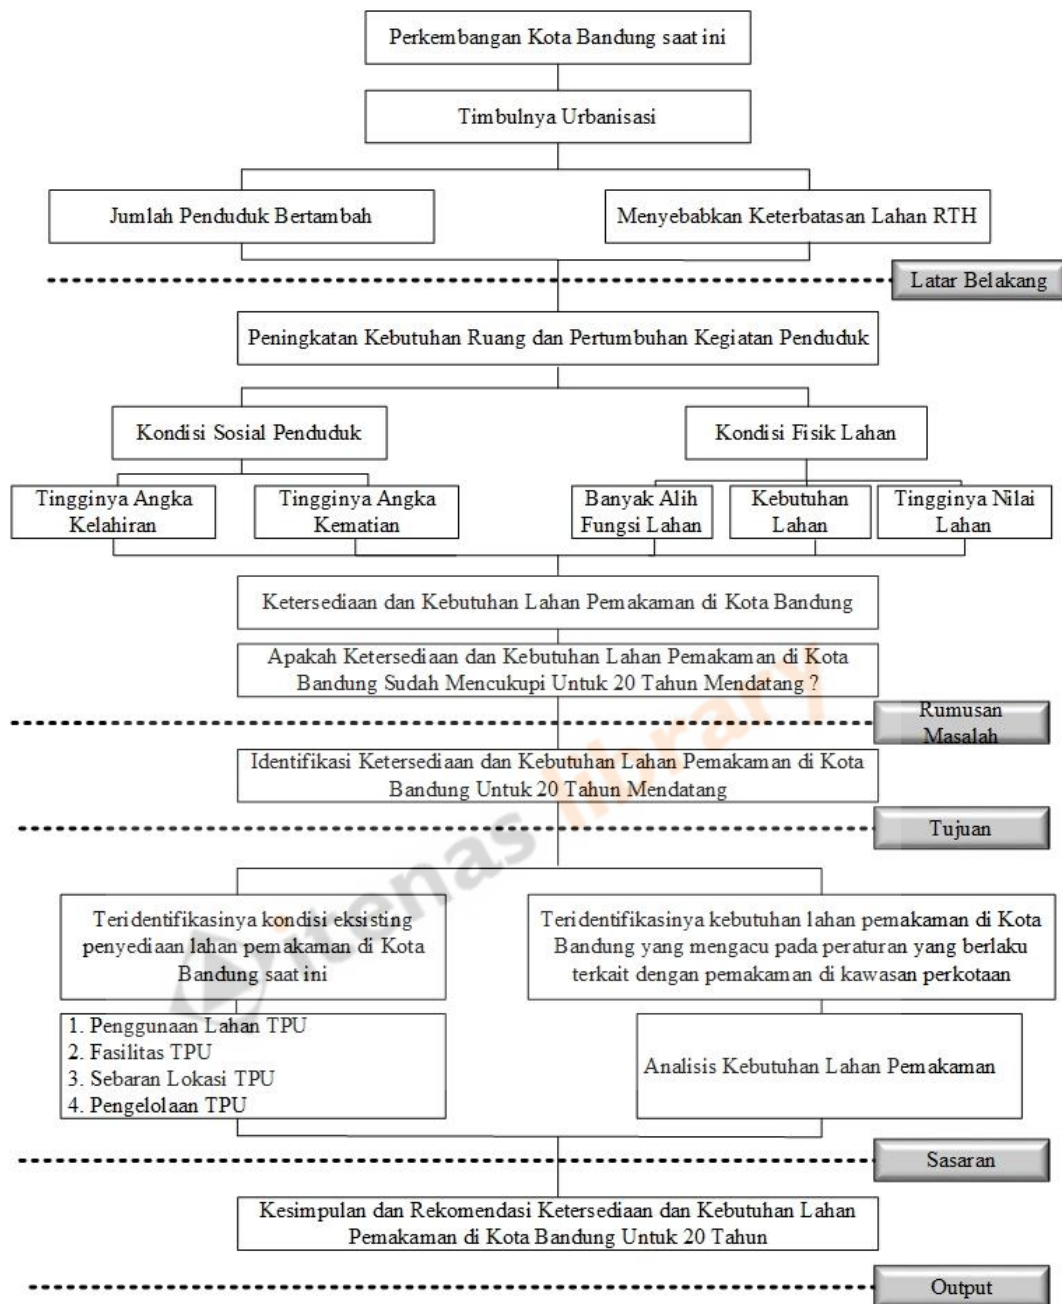 Perkembangan Kota Bandung saat ini
Timbulnya Urbanisasi
Jumlah Penduduk Bertambah
Menyebabkan Keterbatasan Lahan RTH
Latar Belakang
Peningkatan Kebutuhan Ruang dan Pertumbuhan Kegiatan Penduduk
Kondisi Sosial Penduduk
Kondisi Fisik Lahan
Tingginya Angka
Kelahiran
Tingginya Angka
Kematian
Banyak Alih
Fungsi Lahan
Kebutuhan
Lahan
Tingginya Nilai
Lahan
Ketersediaan dan Kebutuhan Lahan Pemakaman di Kota Bandung
Apakah Ketersediaan dan Kebutuhan Lahan Pemakaman di Kota
Bandung Sudah Mencukupi Untuk 20 Tahun Mendatang ?
Rumusan
Masalah
Identifikasi Ketersediaan dan Kebutuhan Lahan Pemakaman di Kota
Bandung Untuk 20 Tahun Mendatang
Tujuan
Teridentifikasinya kondisi eksisting
penyediaan lahan pemakaman di Kota
Bandung saat ini
Teridentifikasinya kebutuhan lahan pemakaman di Kota
Bandung yang mengacu pada peraturan yang berlaku
terkait dengan pemakaman di kawasan perkotaan
1. Penggunaan Lahan TPU
2. Fasilitas TPU
3. Sebaran Lokasi TPU
4. Pengelolaan TPU
Analisis Kebutuhan Lahan Pemakaman
Sasaran
Kesimpulan dan Rekomendasi Ketersediaan dan Kebutuhan Lahan
Pemakaman di Kota Bandung Untuk 20 Tahun
Output
itenas library